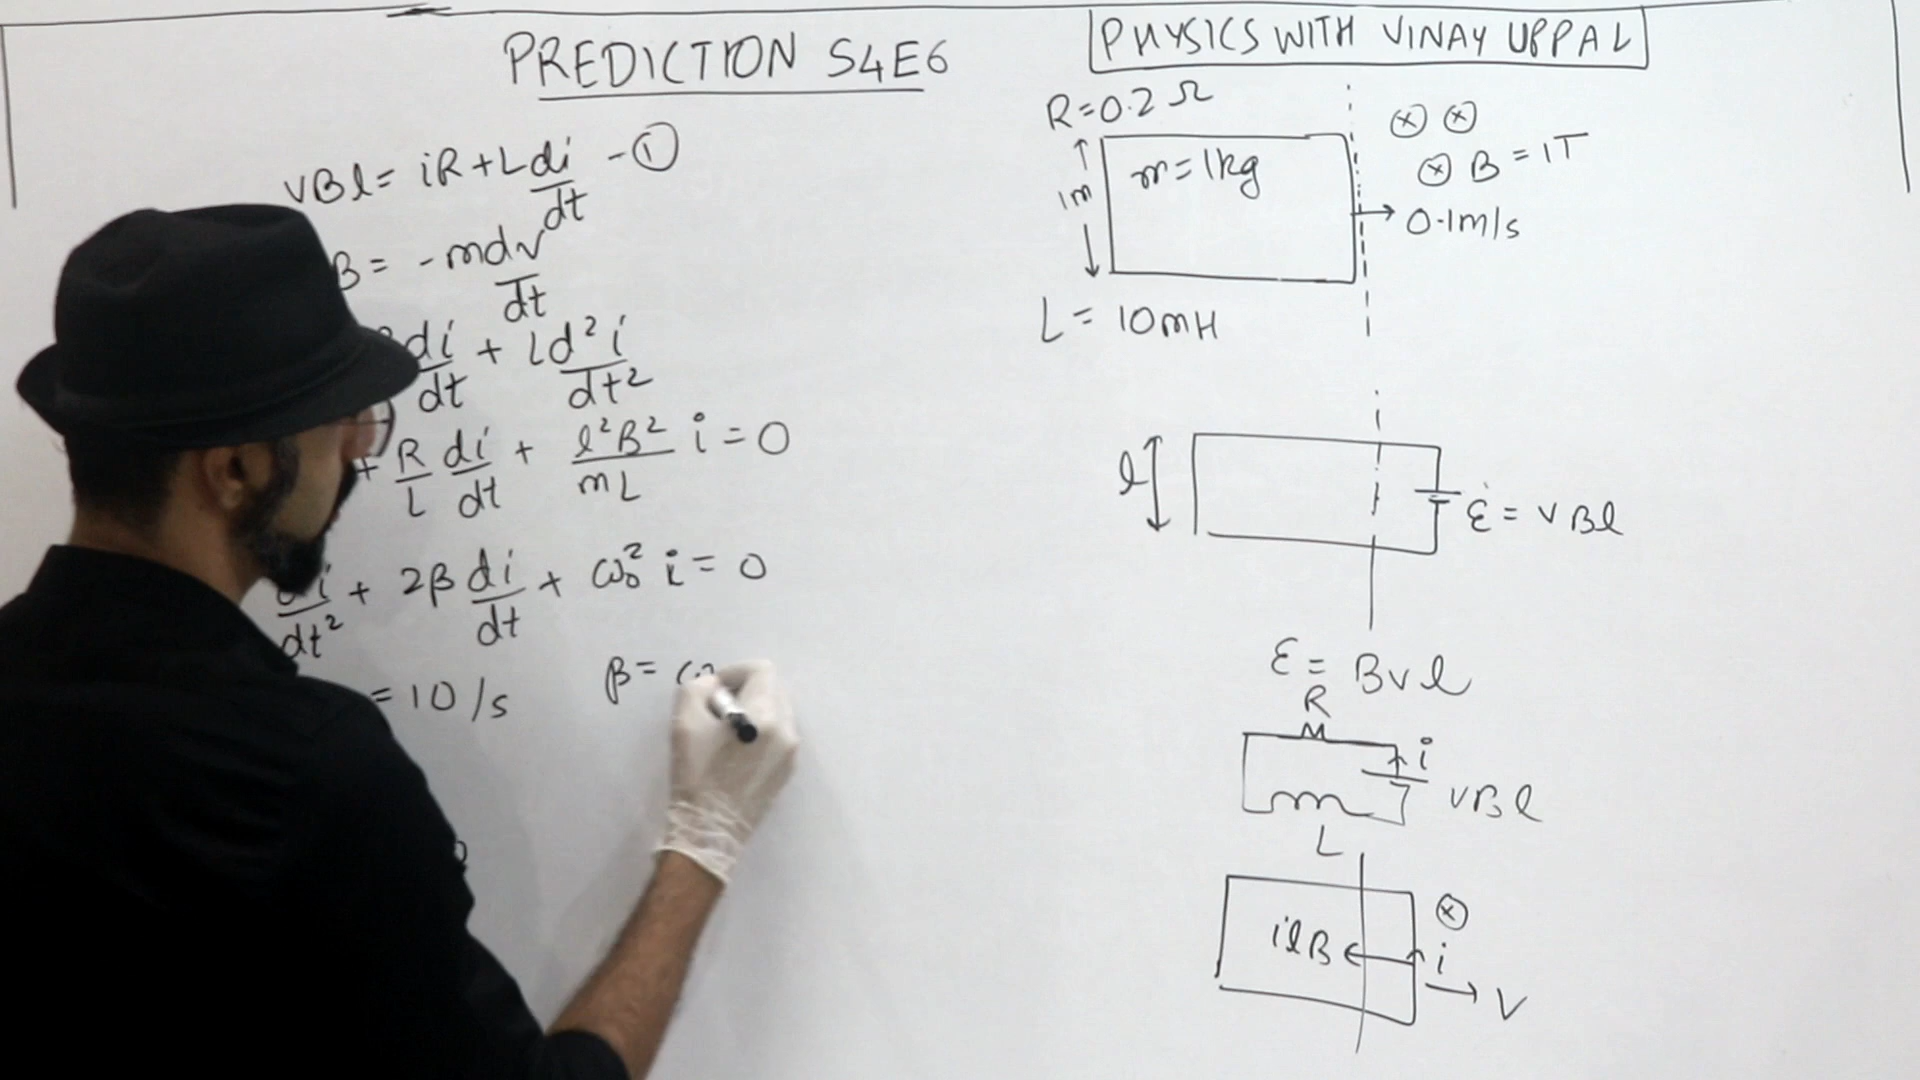 PREDICTION S4E6
PHYSICS WITH VINAY UPPAL
vBl = iR + L di/dt - ①
B = - m dv/dt
di/dt + L d²i/dt²
+ R/L di/dt + l²B²/mL i = 0
i/dt² + 2β di/dt + ω₀² i = 0
= 10 /s
β = ω
R = 0.2 Ω
1m
m = 1kg
⊗ ⊗
⊗ B = 1T
→ 0.1m/s
L = 10mH
l
ε = vBl
ε = Bvl
R
i
vBl
L
ilB
⊗
i
v